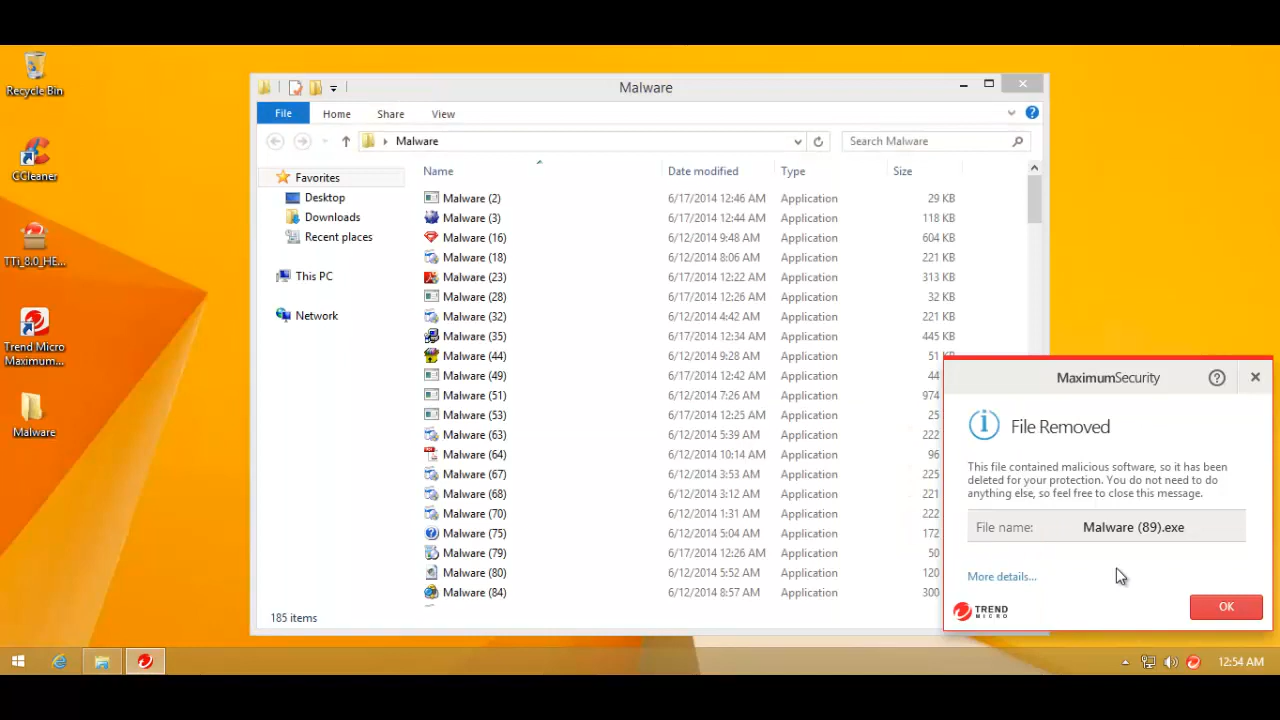 Recycle Bin
CCleaner
TTi_8.0_HE...
Trend Micro
Maximum...
Malware
Malware
File
Home
Share
View
Malware
Search Malware
Favorites
Desktop
Downloads
Recent places
This PC
Network
Name Date modified Type Size
Malware (2) 6/17/2014 12:46 AM Application 29 KB
Malware (3) 6/17/2014 12:44 AM Application 118 KB
Malware (16) 6/12/2014 9:48 AM Application 604 KB
Malware (18) 6/12/2014 8:06 AM Application 221 KB
Malware (23) 6/17/2014 12:22 AM Application 313 KB
Malware (28) 6/17/2014 12:26 AM Application 32 KB
Malware (32) 6/12/2014 4:42 AM Application 221 KB
Malware (35) 6/17/2014 12:34 AM Application 445 KB
Malware (44) 6/12/2014 9:28 AM Application 51 KB
Malware (49) 6/17/2014 12:42 AM Application 44
Malware (51) 6/12/2014 7:26 AM Application 974
Malware (53) 6/17/2014 12:25 AM Application 25
Malware (63) 6/12/2014 5:39 AM Application 222
Malware (64) 6/12/2014 10:14 AM Application 96
Malware (67) 6/12/2014 3:53 AM Application 225
Malware (68) 6/12/2014 3:12 AM Application 221
Malware (70) 6/12/2014 1:31 AM Application 222
Malware (75) 6/12/2014 5:04 AM Application 172
Malware (79) 6/17/2014 12:26 AM Application 50
Malware (80) 6/12/2014 5:52 AM Application 120
Malware (84) 6/12/2014 8:57 AM Application 300
185 items
MaximumSecurity
File Removed
This file contained malicious software, so it has been
deleted for your protection. You do not need to do
anything else, so feel free to close this message.
File name: Malware (89).exe
More details...
TREND
MICRO
OK
12:54 AM